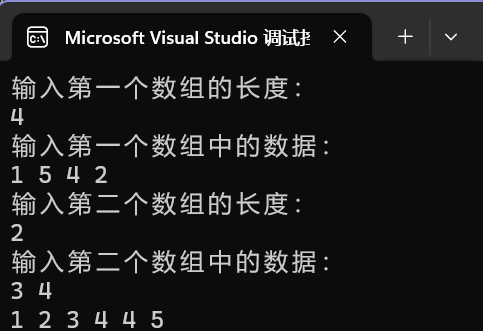 Microsoft Visual Studio 调试
输入第一个数组的长度：
4
输入第一个数组中的数据：
1 5 4 2
输入第二个数组的长度：
2
输入第二个数组中的数据：
3 4
1 2 3 4 4 5